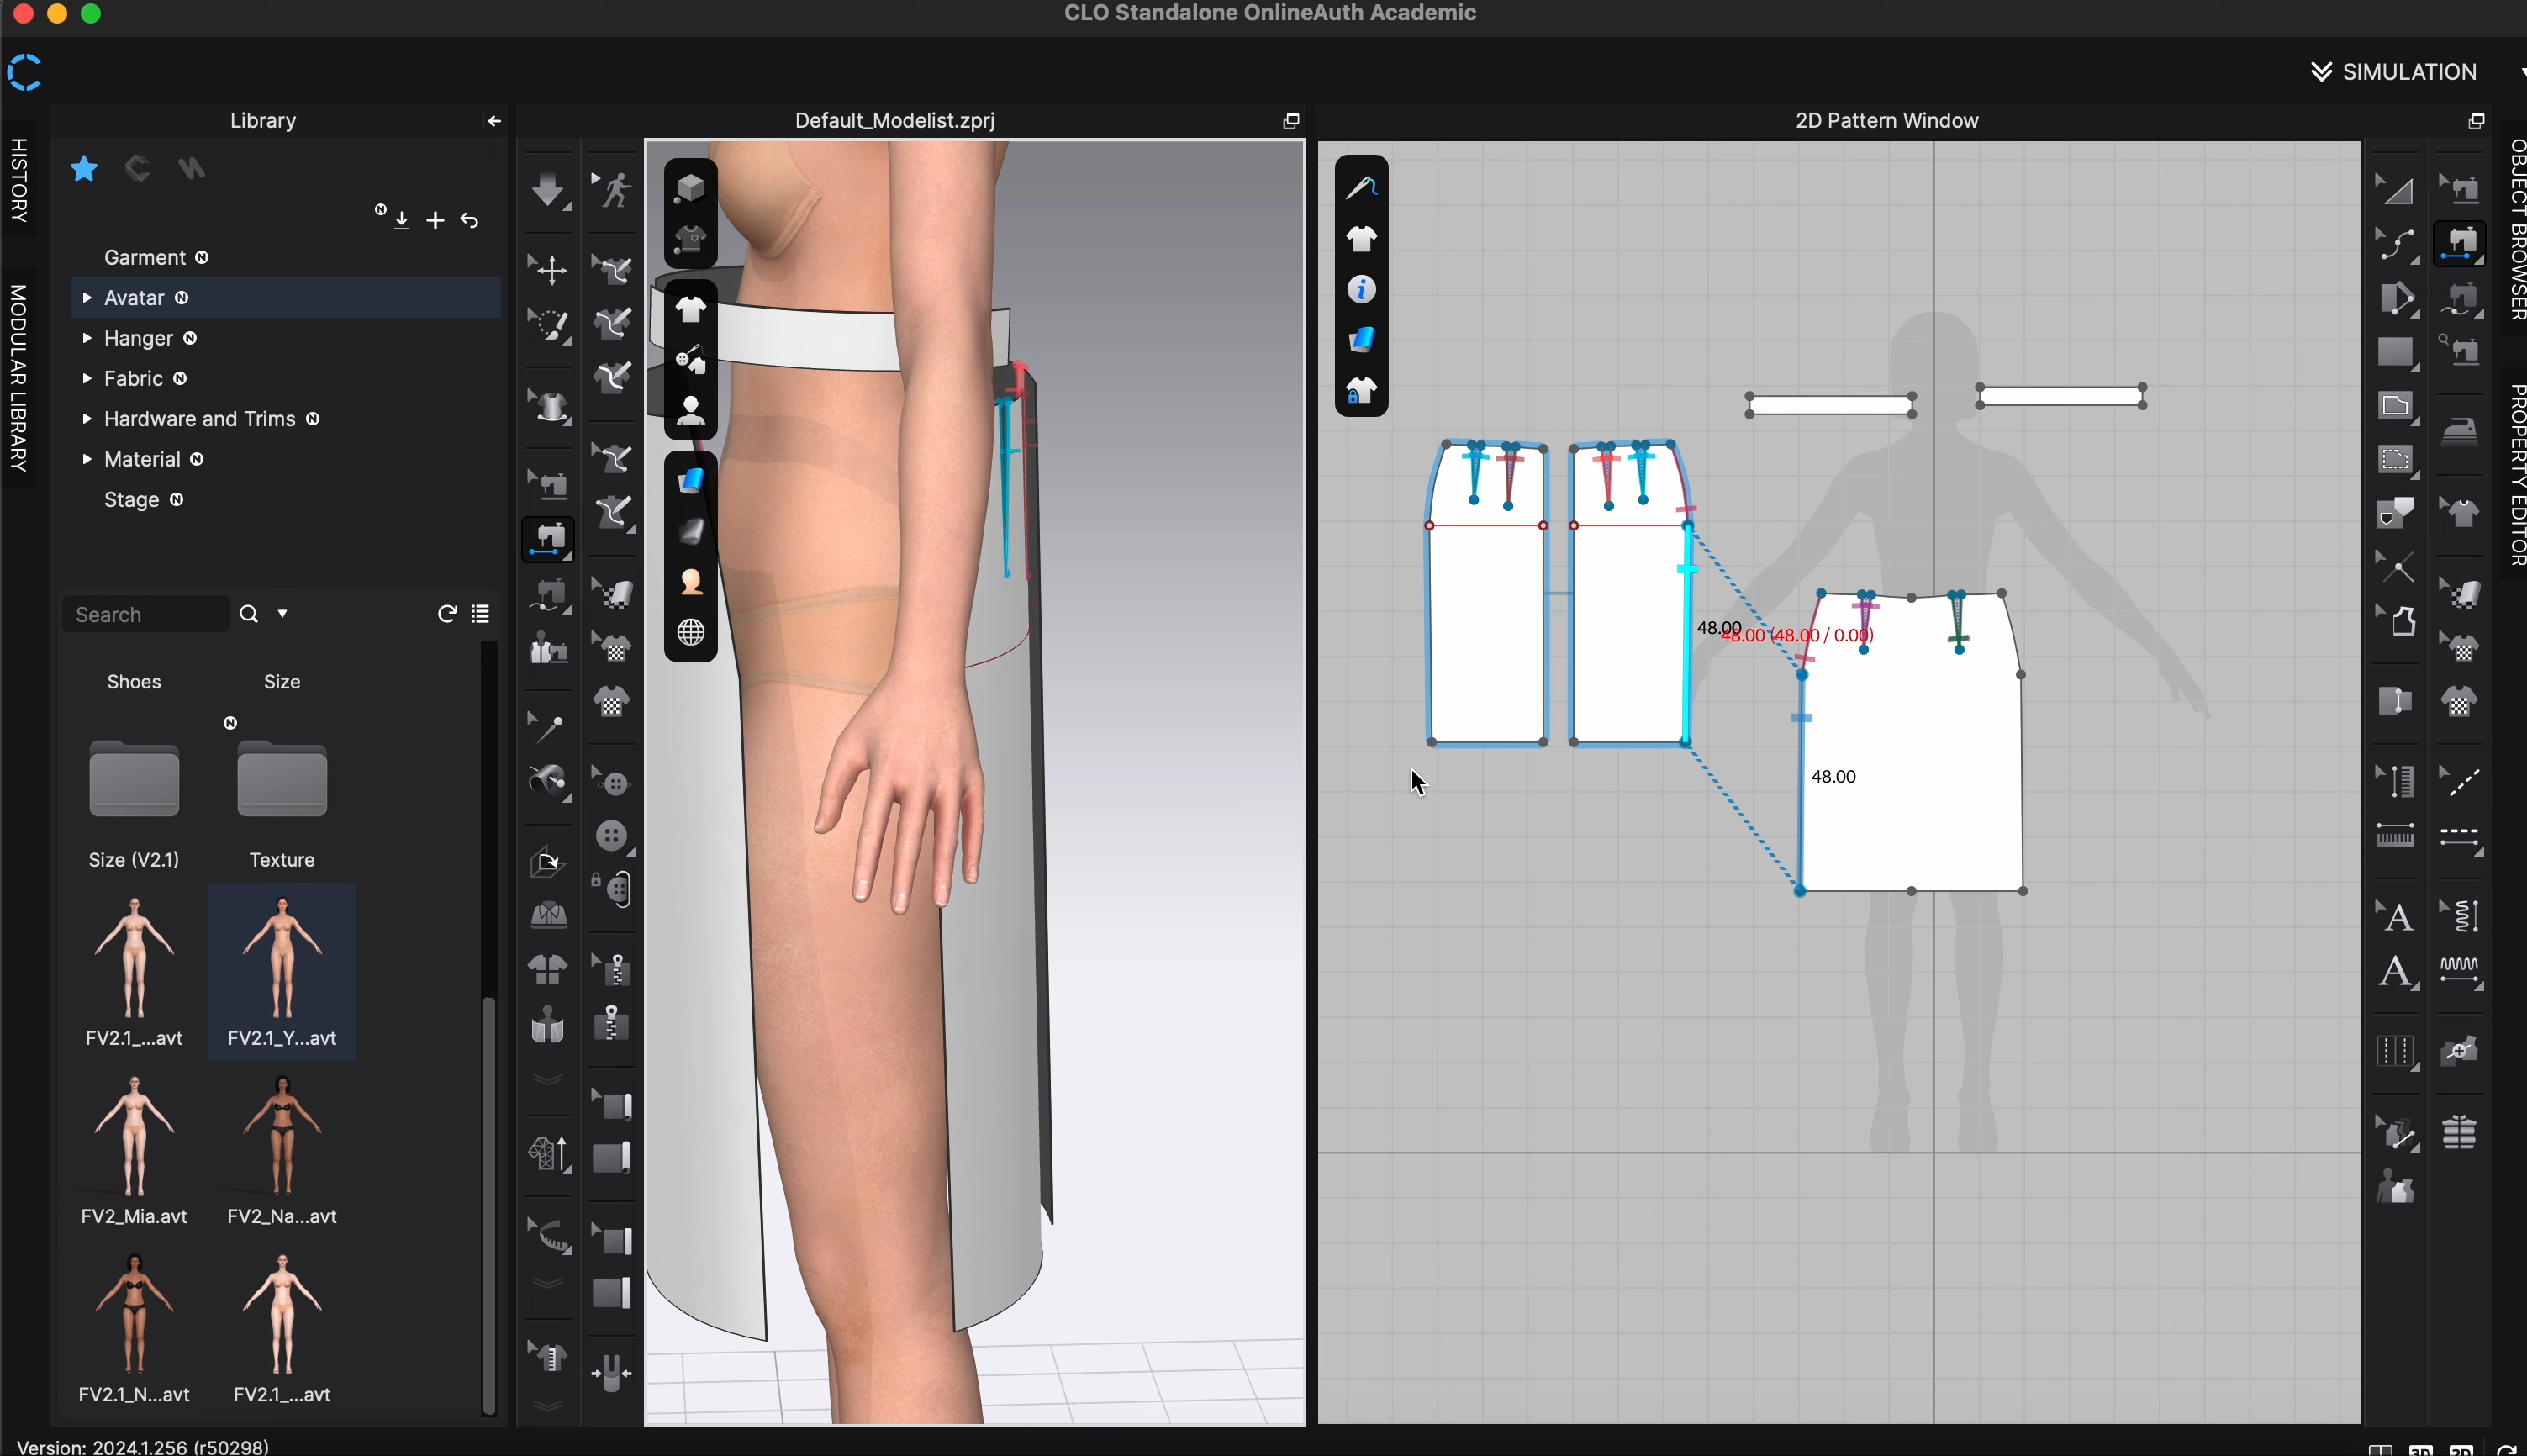 CLO Standalone OnlineAuth Academic
SIMULATION
HISTORY
MODULAR LIBRARY
Library
Default_Modelist.zprj
2D Pattern Window
OBJECT BROWSER
PROPERTY EDITOR
Garment N
Avatar N
Hanger N
Fabric N
Hardware and Trims N
Material N
Stage N
Search
Shoes
Size
Size (V2.1)
Texture
FV2.1_...avt
FV2.1_Y...avt
FV2_Mia.avt
FV2_Na...avt
FV2.1_N...avt
FV2.1_...avt
48.00
48.00 (48.00 / 0.00)
48.00
A
A
Version: 2024.1.256 (r50298)
3D
2D